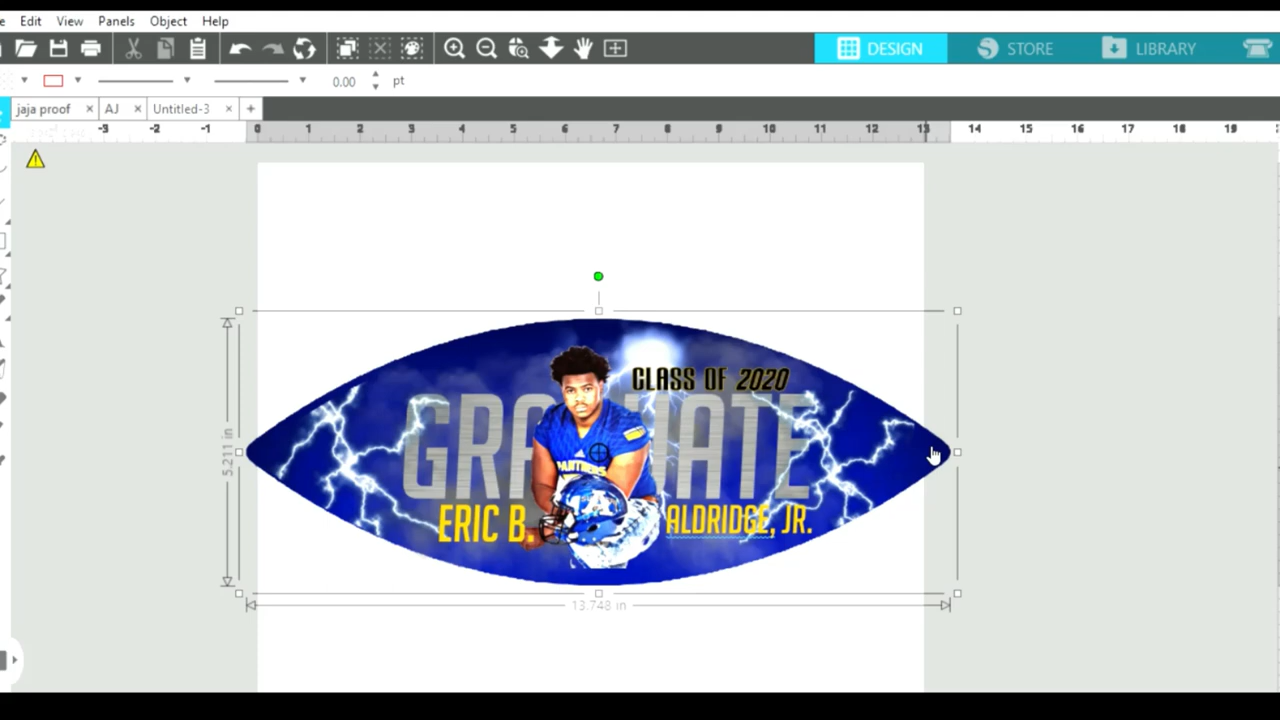 Edit View Panels Object Help
DESIGN STORE LIBRARY
0.00 pt
jaja proof × AJ × Untitled-3 × +
-3 -2 -1 0 1 2 3 4 5 6 7 8 9 10 11 12 13 14 15 16 17 18 19
CLASS OF 2020
GRA UATE
5.211 in
PANTHERS
A
ERIC B. ALDRIDGE, JR.
13.748 in